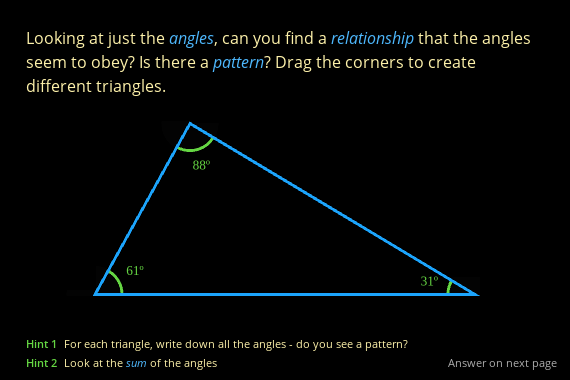 Looking at just the angles, can you find a relationship that the angles
seem to obey? Is there a pattern? Drag the corners to create
different triangles.
88º
61º
31º
Hint 1 For each triangle, write down all the angles - do you see a pattern?
Hint 2 Look at the sum of the angles
Answer on next page